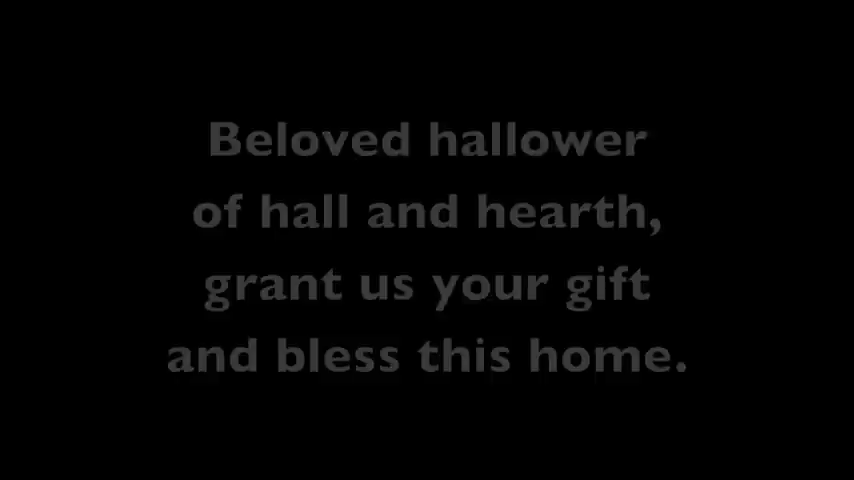 Beloved hallower
of hall and hearth,
grant us your gift
and bless this home.